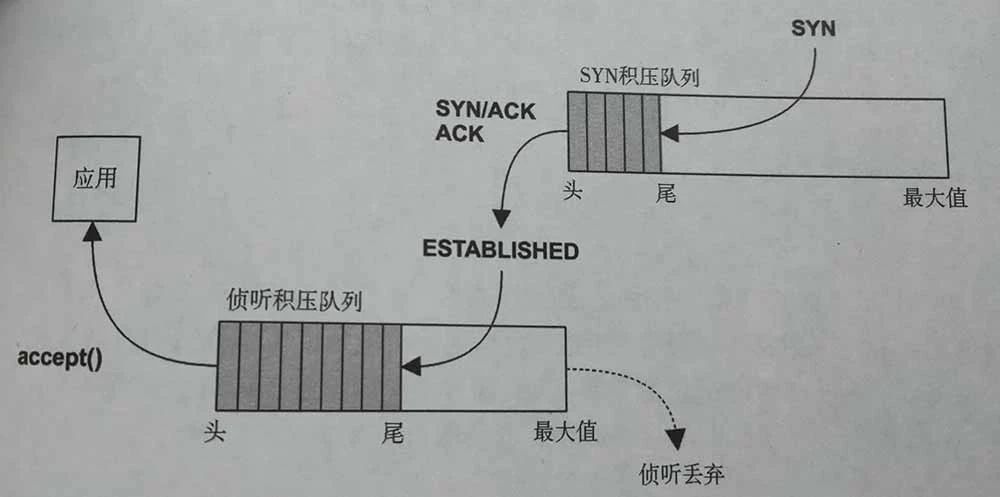 SYN
SYN积压队列
SYN/ACK
ACK
头
尾
最大值
应用
ESTABLISHED
侦听积压队列
accept()
头
尾
最大值
侦听丢弃